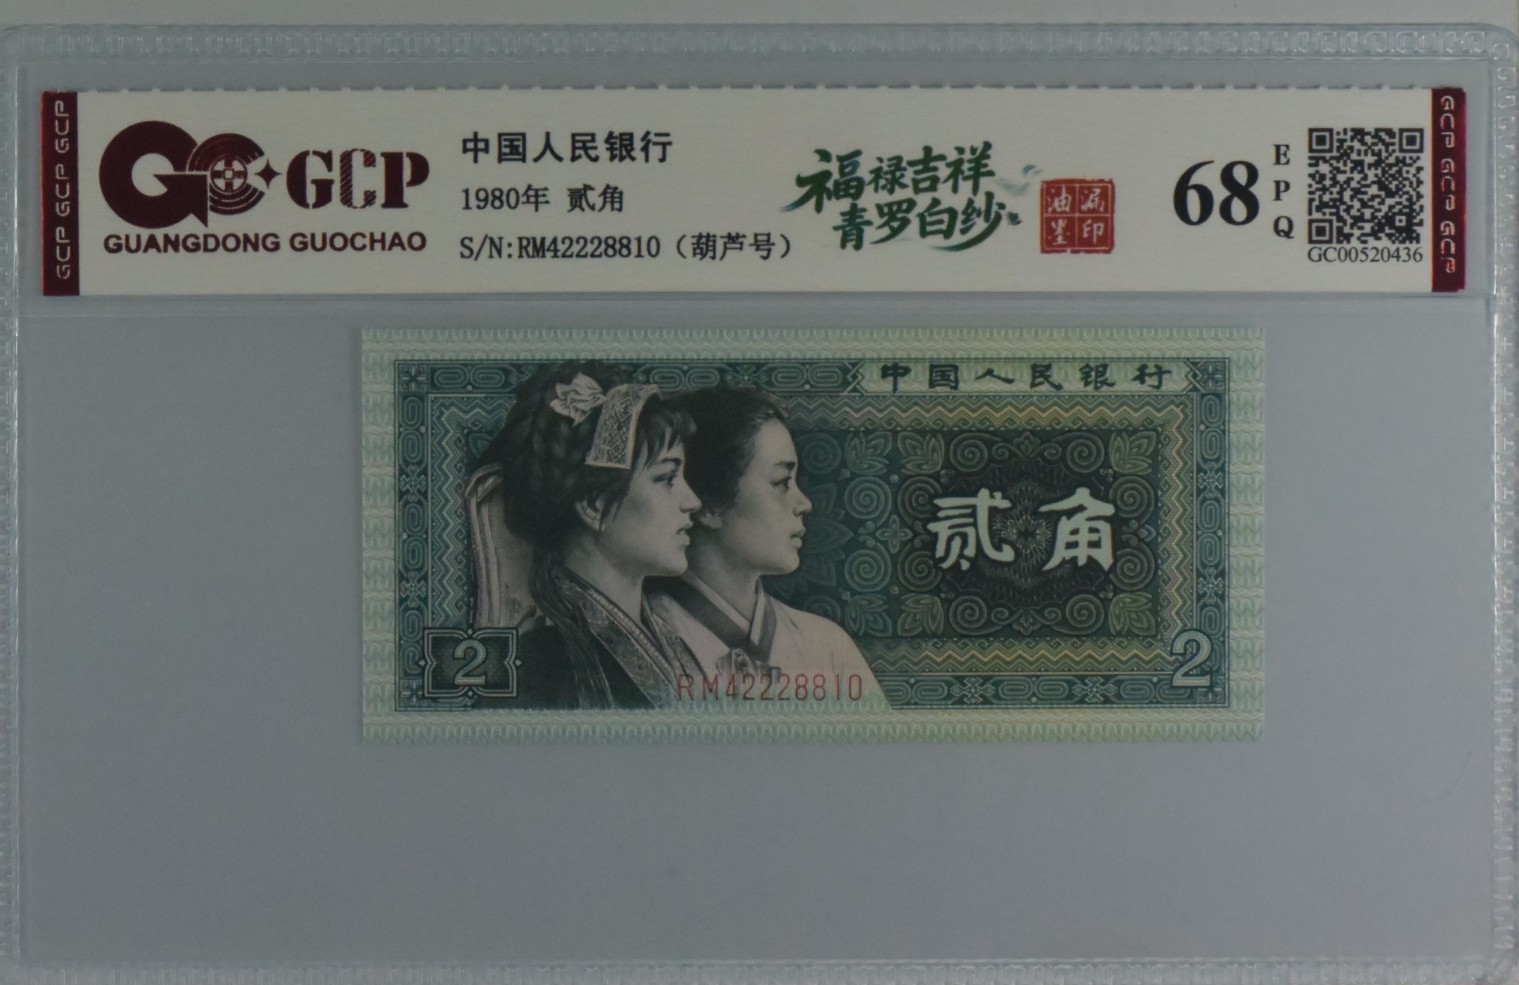 GCP GCP GCP
GCP
GUANGDONG GUOCHAO
中国人民银行
1980年 贰角
S/N:RM42228810（葫芦号）
福禄吉祥
青罗白纱
油 漏
墨 印
68
E
P
Q
GC00520436
GCP GCP GCP
中国人民银行
贰角
2
RM42228810
2